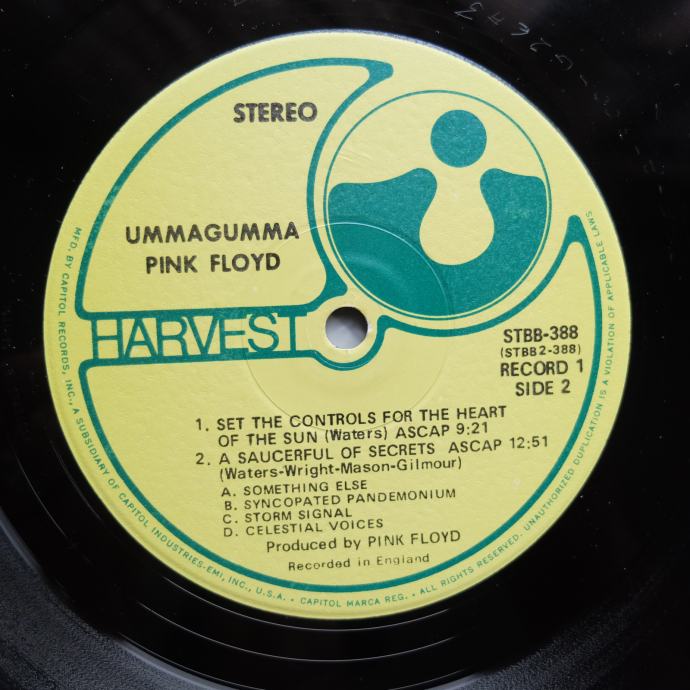 STEREO
UMMAGUMMA
PINK FLOYD
HARVEST
STBB-388
(STBB2-388)
RECORD 1
SIDE 2
1. SET THE CONTROLS FOR THE HEART
OF THE SUN (Waters) ASCAP 9:21
2. A SAUCERFUL OF SECRETS ASCAP 12:51
(Waters-Wright-Mason-Gilmour)
A. SOMETHING ELSE
B. SYNCOPATED PANDEMONIUM
C. STORM SIGNAL
D. CELESTIAL VOICES
Produced by PINK FLOYD
Recorded in England
MFD. BY CAPITOL RECORDS, INC., A SUBSIDIARY OF CAPITOL INDUSTRIES-EMI, INC., U.S.A. • CAPITOL MARCA REG. • ALL RIGHTS RESERVED. UNAUTHORIZED DUPLICATION IS A VIOLATION OF APPLICABLE LAWS